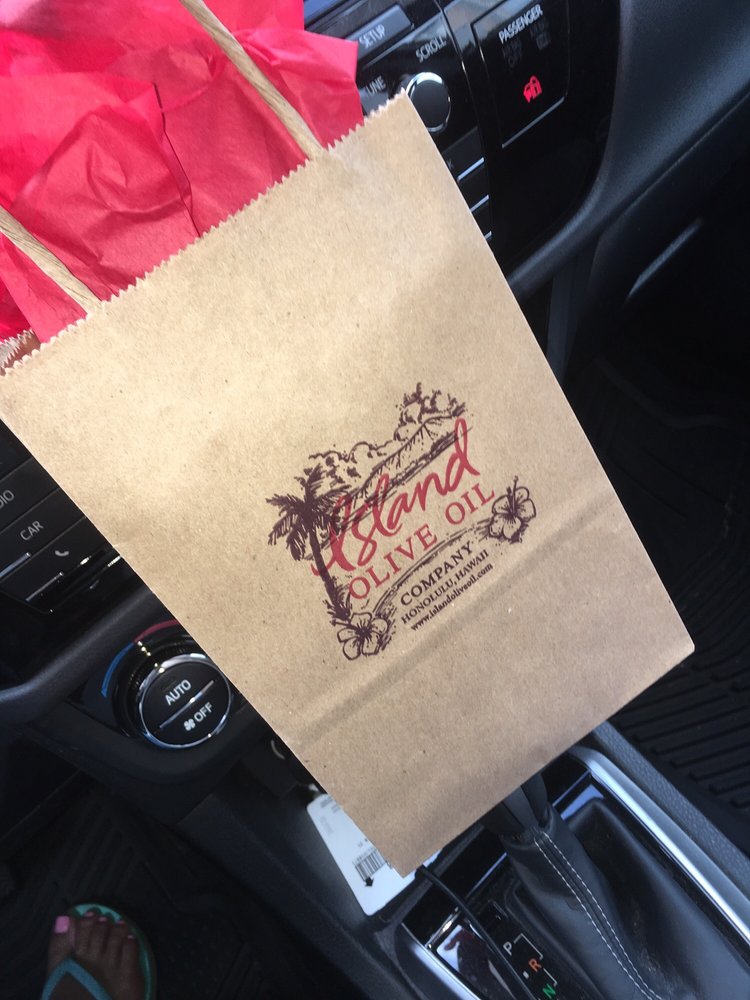 SETUP
SCROLL
TUNE
PASSENGER
Island
OLIVE OIL
COMPANY
HONOLULU, HAWAII
www.islandoliveoil.com
CAR
AUTO
OFF
P
R
N